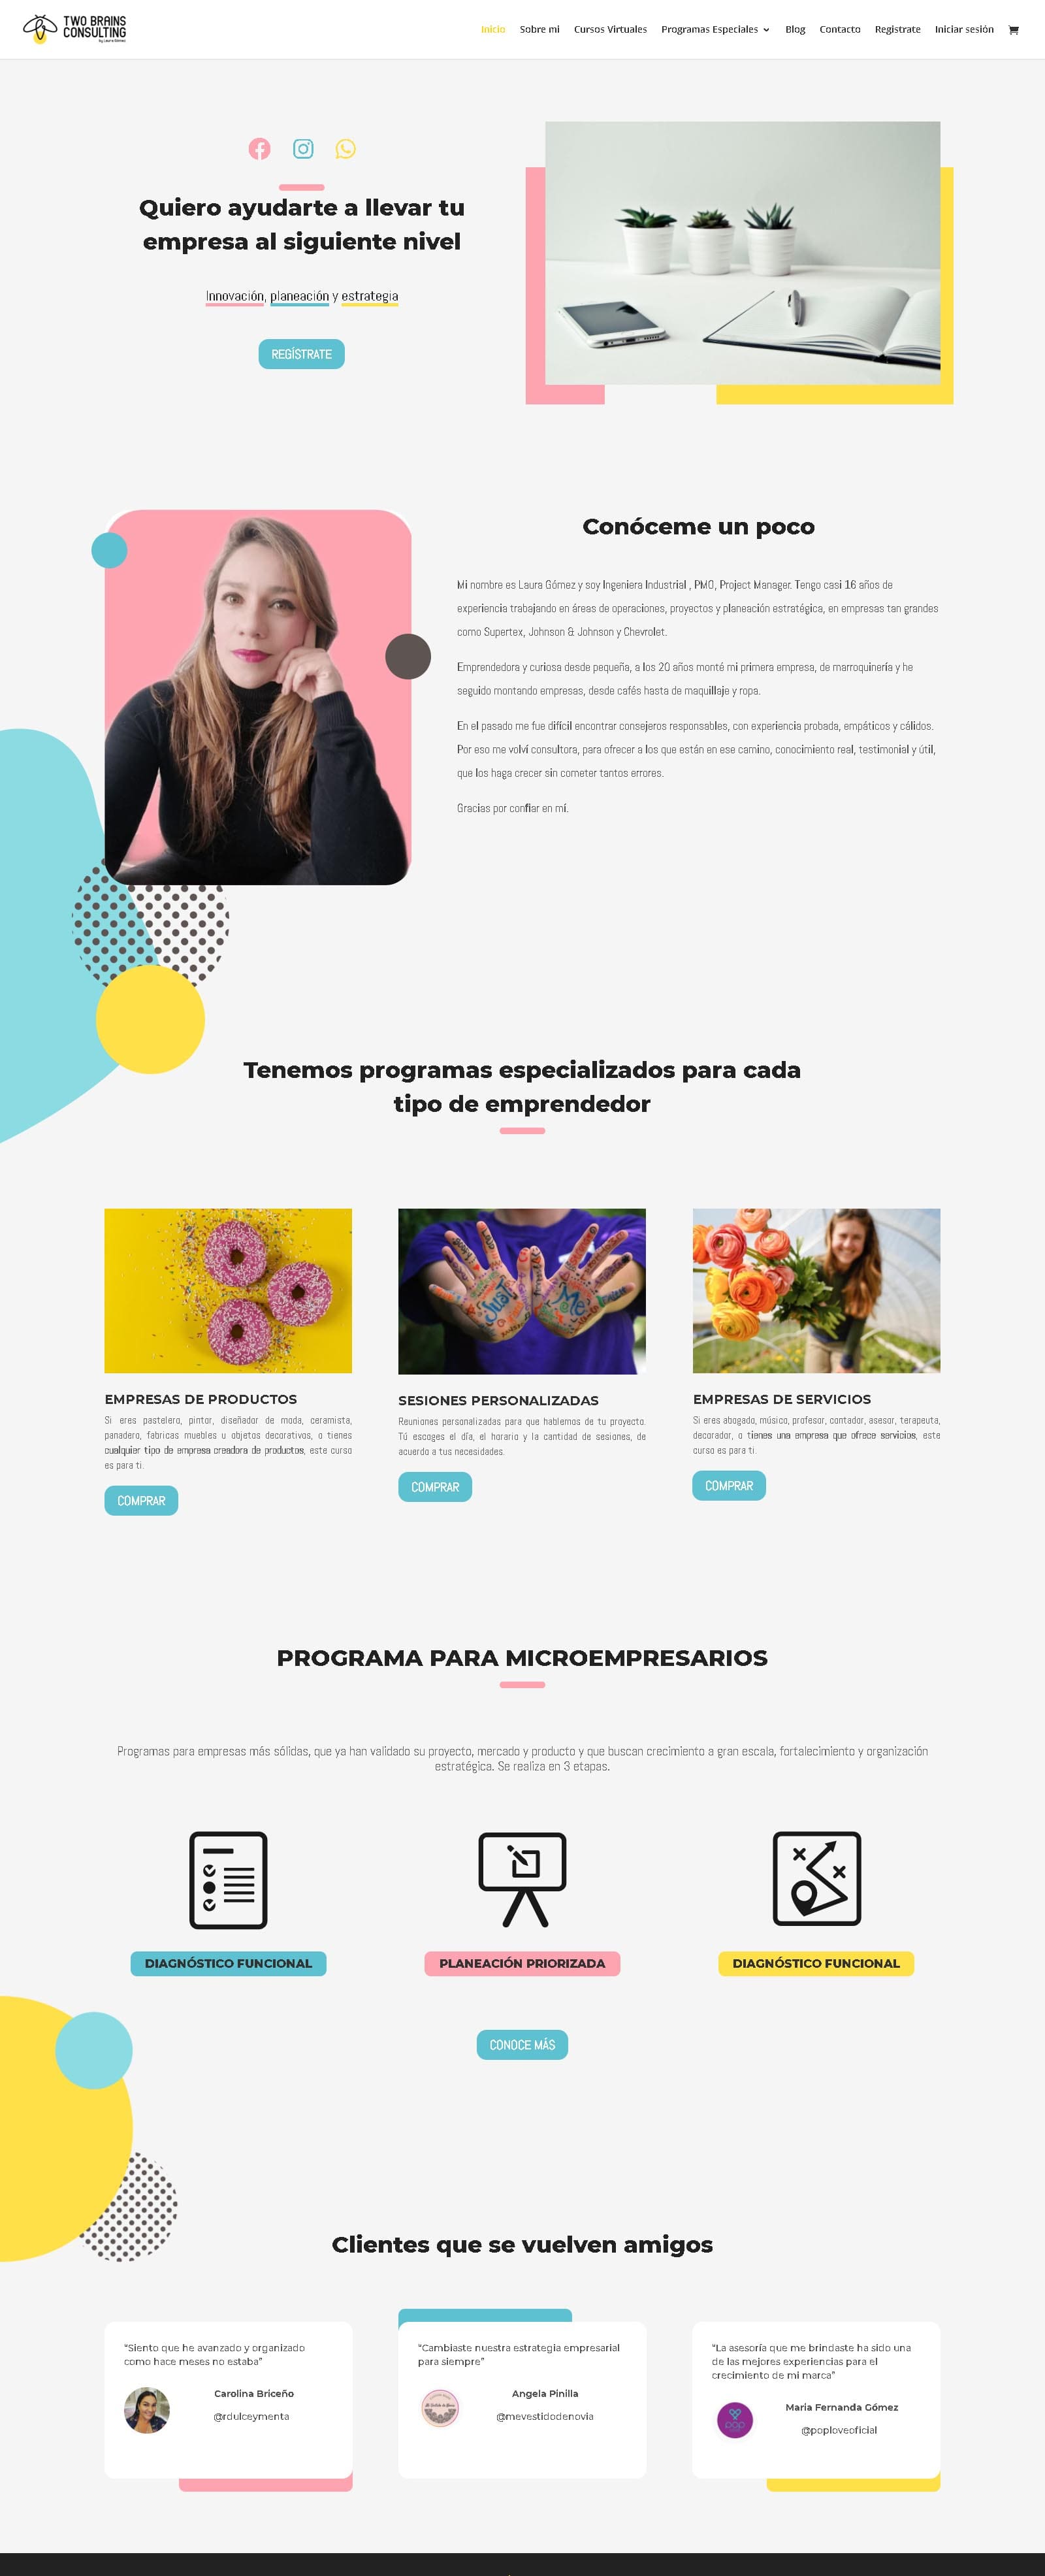 TWO BRAINS
CONSULTING
by Laura Gómez
Inicio Sobre mi Cursos Virtuales Programas Especiales Blog Contacto Registrate Iniciar sesión
Quiero ayudarte a llevar tu
empresa al siguiente nivel
Innovación, planeación y estrategia
REGÍSTRATE
Conóceme un poco
Mi nombre es Laura Gómez y soy Ingeniera Industrial , PMO, Project Manager. Tengo casi 16 años de
experiencia trabajando en áreas de operaciones, proyectos y planeación estratégica, en empresas tan grandes
como Supertex, Johnson & Johnson y Chevrolet.
Emprendedora y curiosa desde pequeña, a los 20 años monté mi primera empresa, de marroquinería y he
seguido montando empresas, desde cafés hasta de maquillaje y ropa.
En el pasado me fue difícil encontrar consejeros responsables, con experiencia probada, empáticos y cálidos.
Por eso me volví consultora, para ofrecer a los que están en ese camino, conocimiento real, testimonial y útil,
que los haga crecer sin cometer tantos errores.
Gracias por confiar en mí.
Tenemos programas especializados para cada
tipo de emprendedor
Just Me
EMPRESAS DE PRODUCTOS
Si eres pastelero, pintor, diseñador de moda, ceramista,
panadero, fabricas muebles u objetos decorativos, o tienes
cualquier tipo de empresa creadora de productos, este curso
es para ti.
COMPRAR
SESIONES PERSONALIZADAS
Reuniones personalizadas para que hablemos de tu proyecto.
Tú escoges el día, el horario y la cantidad de sesiones, de
acuerdo a tus necesidades.
COMPRAR
EMPRESAS DE SERVICIOS
Si eres abogado, músico, profesor, contador, asesor, terapeuta,
decorador, o tienes una empresa que ofrece servicios, este
curso es para ti.
COMPRAR
PROGRAMA PARA MICROEMPRESARIOS
Programas para empresas más sólidas, que ya han validado su proyecto, mercado y producto y que buscan crecimiento a gran escala, fortalecimiento y organización
estratégica. Se realiza en 3 etapas.
DIAGNÓSTICO FUNCIONAL
PLANEACIÓN PRIORIZADA
DIAGNÓSTICO FUNCIONAL
CONOCE MÁS
Clientes que se vuelven amigos
“Siento que he avanzado y organizado
como hace meses no estaba”
Carolina Briceño
@rdulceymenta
“Cambiaste nuestra estrategia empresarial
para siempre”
Angela Pinilla
@mevestidodenovia
“La asesoría que me brindaste ha sido una
de las mejores experiencias para el
crecimiento de mi marca”
Maria Fernanda Gómez
@poploveoficial